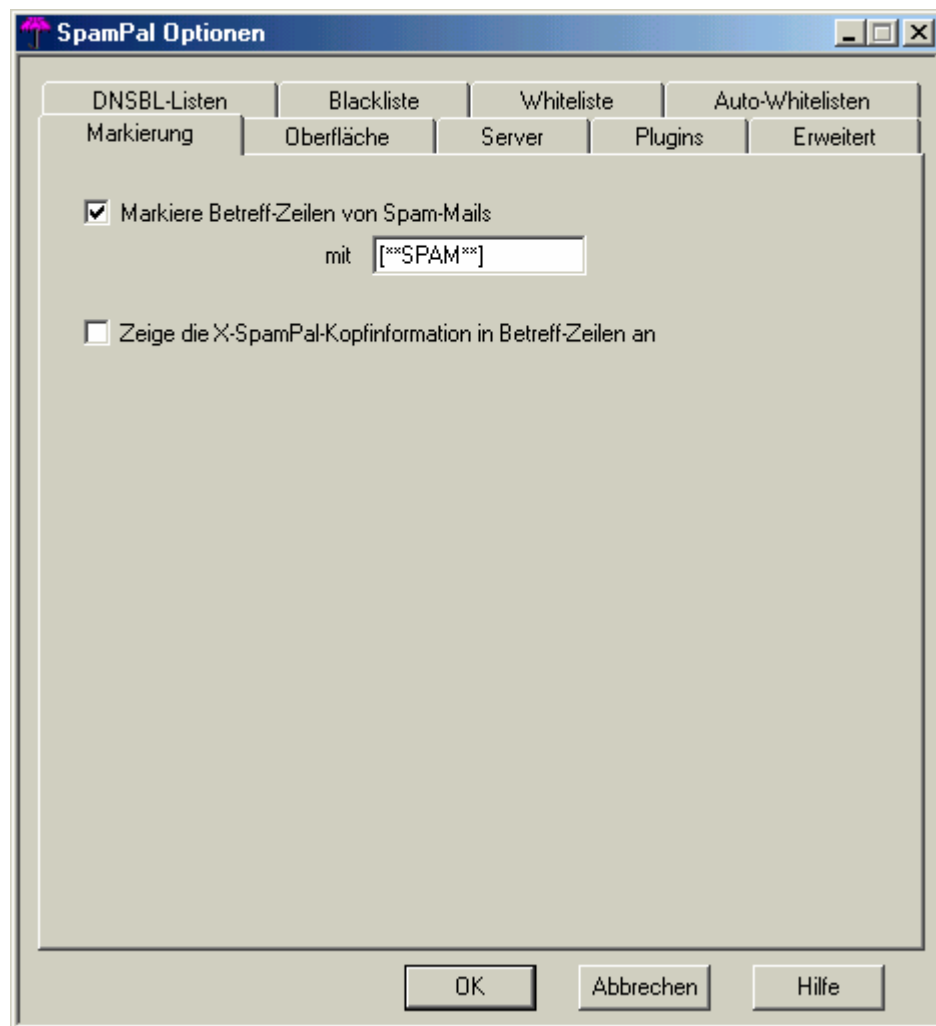 SpamPal Optionen
DNSBL-Listen Blackliste Whiteliste Auto-Whitelisten
Markierung Oberfläche Server Plugins Erweitert
Markiere Betreff-Zeilen von Spam-Mails
mit [**SPAM**]
Zeige die X-SpamPal-Kopfinformation in Betreff-Zeilen an
OK Abbrechen Hilfe